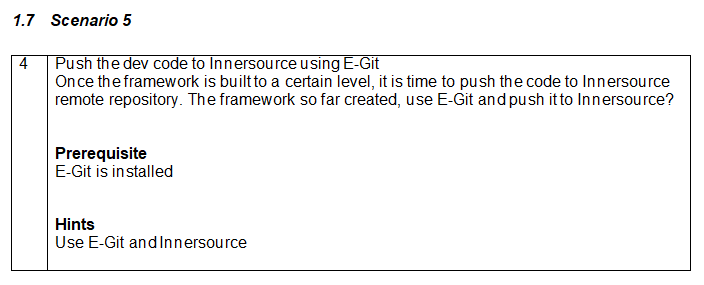 1.7 Scenario 5
4 Push the dev code to Innersource using E-Git
Once the framework is built to a certain level, it is time to push the code to Innersource
remote repository. The framework so far created, use E-Git and push it to Innersource?
Prerequisite
E-Git is installed
Hints
Use E-Git and Innersource